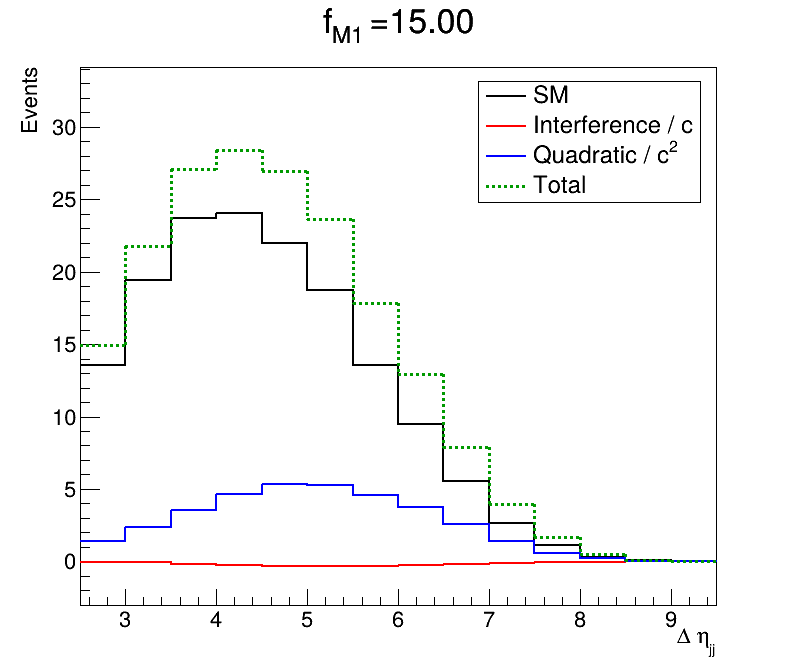 f_M1 =15.00
Events
SM
Interference / c
Quadratic / c²
Total
30
25
20
15
10
5
0
3 4 5 6 7 8 9
Δ η_jj